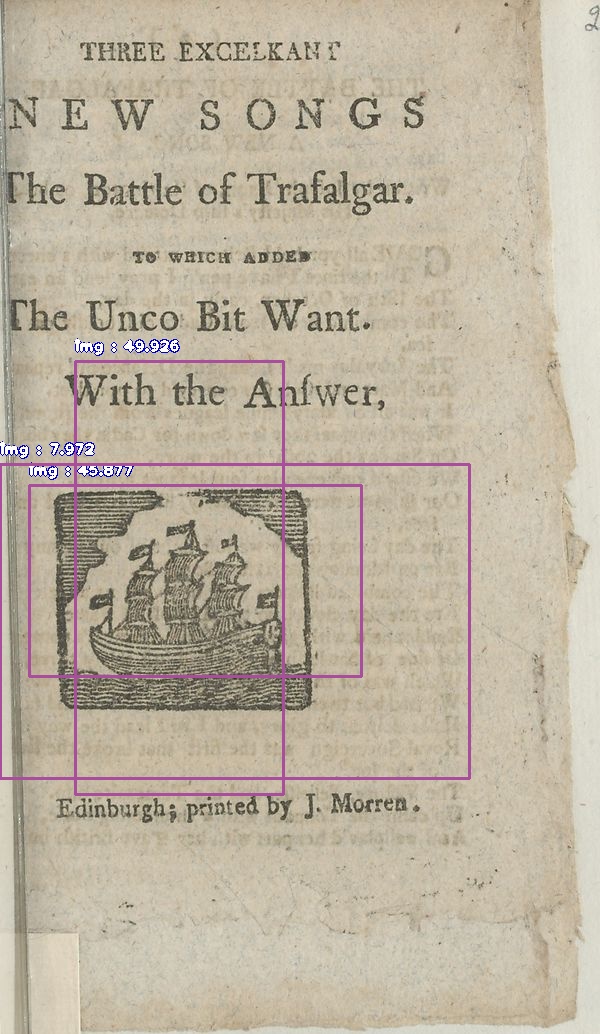 2
THREE EXCELKANT
NEW SONGS
The Battle of Trafalgar.
TO WHICH ADDED
The Unco Bit Want.
img : 49.926
With the Anſwer,
img : 7.972
img : 45.877
Edinburgh; printed by J. Morren.